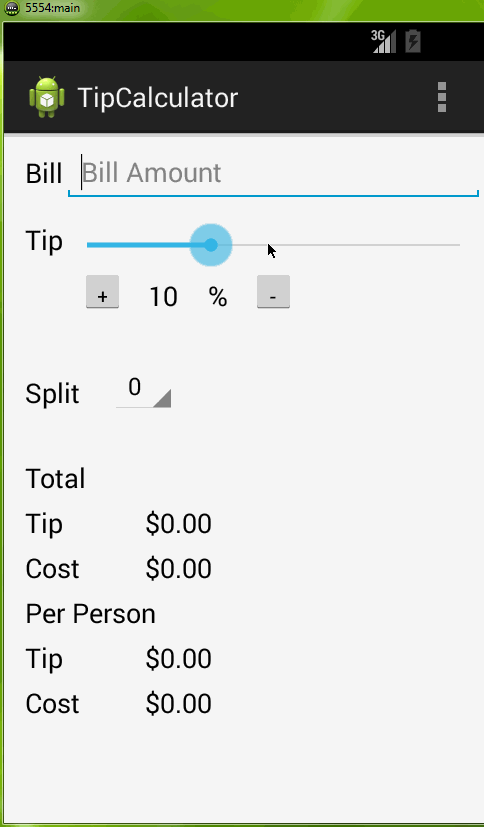 5554:main
3G
TipCalculator
Bill Bill Amount
Tip
+ 10 % -
Split 0
Total
Tip $0.00
Cost $0.00
Per Person
Tip $0.00
Cost $0.00